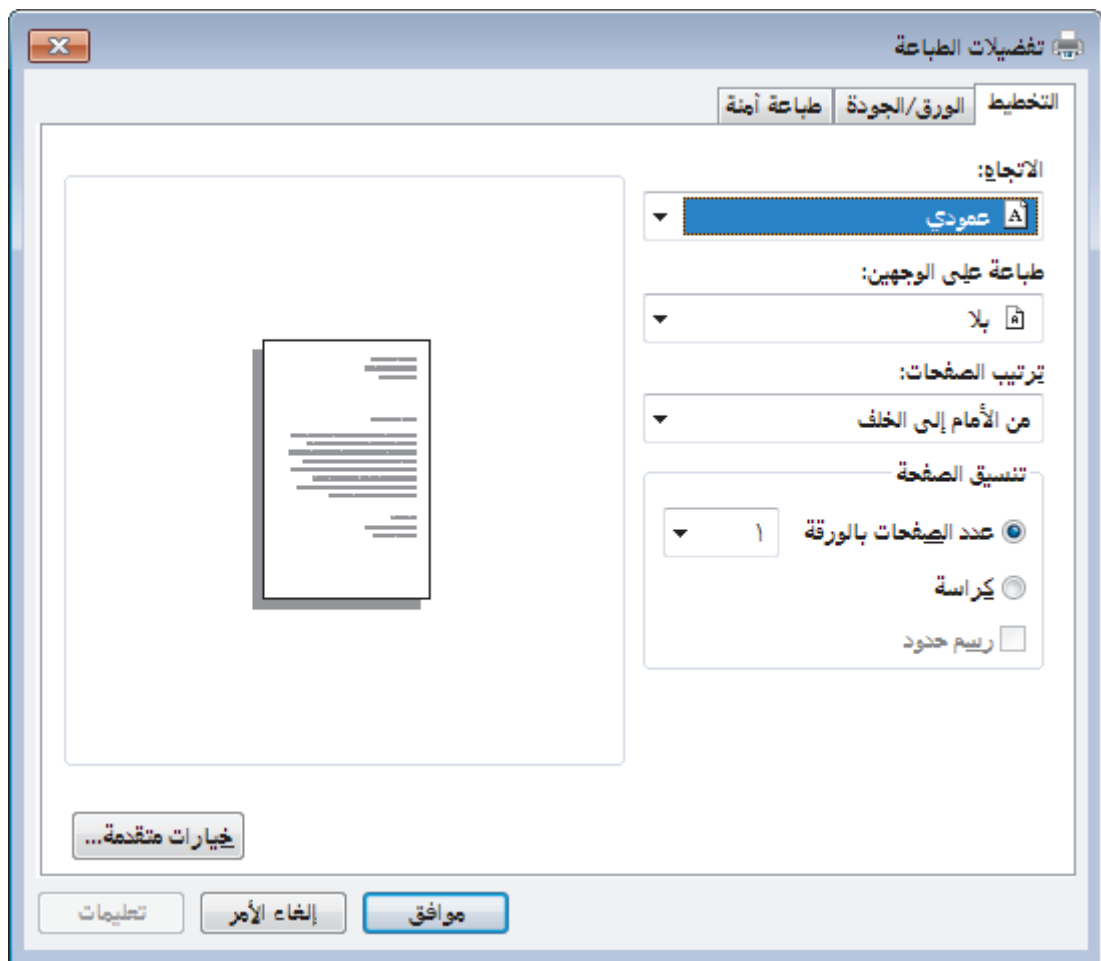 تفضيلات الطباعة
التخطيط
الورق/الجودة
طباعة آمنة
الاتجاه:
عمودي
طباعة على الوجهين:
بلا
ترتيب الصفحات:
من الأمام إلى الخلف
تنسيق الصفحة
عدد الصفحات بالورقة ١
كراسة
رسم حدود
خيارات متقدمة...
موافق
إلغاء الأمر
تعليمات